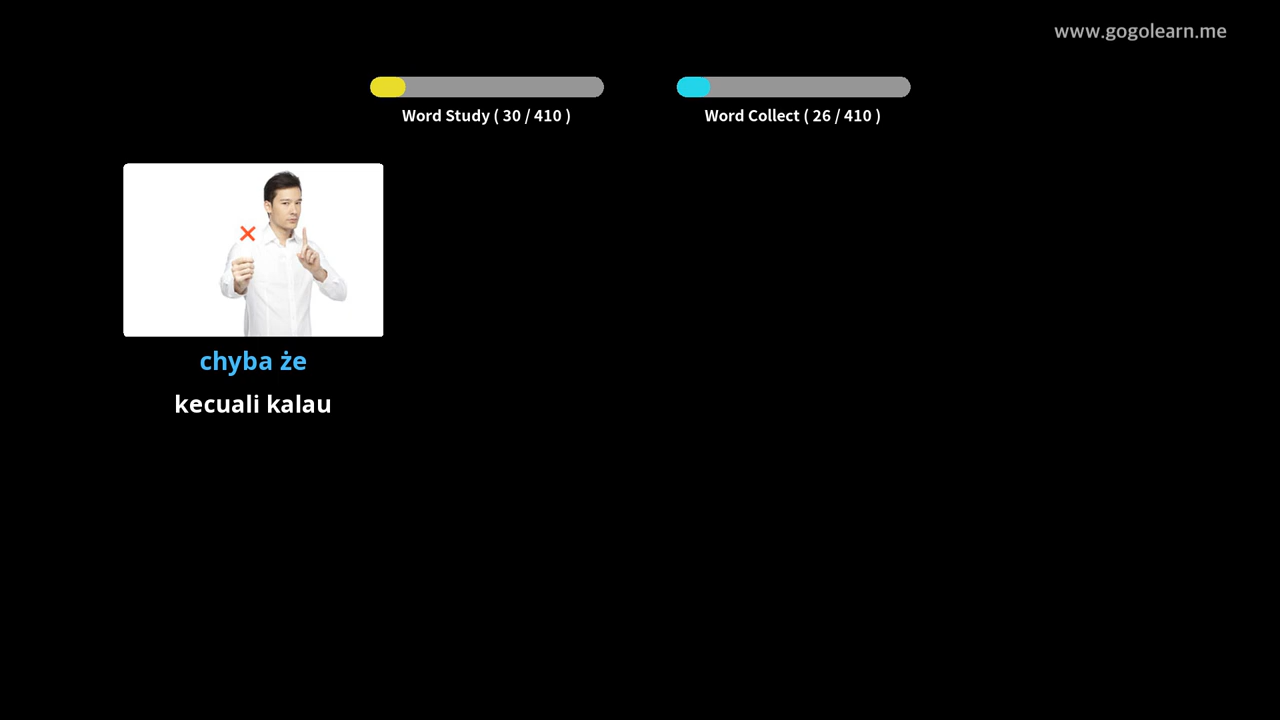 www.gogolearn.me
Word Study ( 30 / 410 )
Word Collect ( 26 / 410 )
chyba że
kecuali kalau